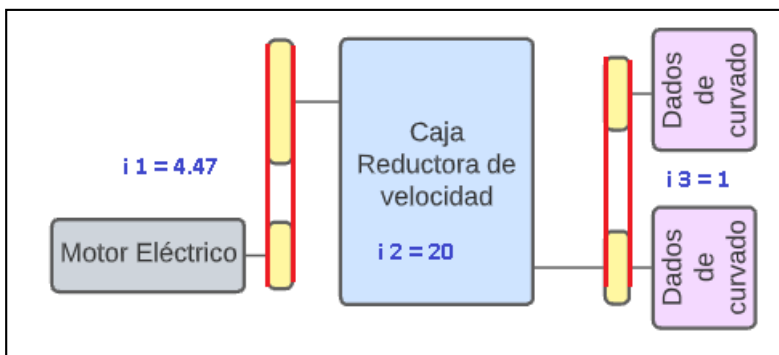 Dados
de
curvado
Caja
Reductora de
velocidad
i 1 = 4.47
i 3 = 1
Motor Eléctrico
i 2 = 20
Dados
de
curvado